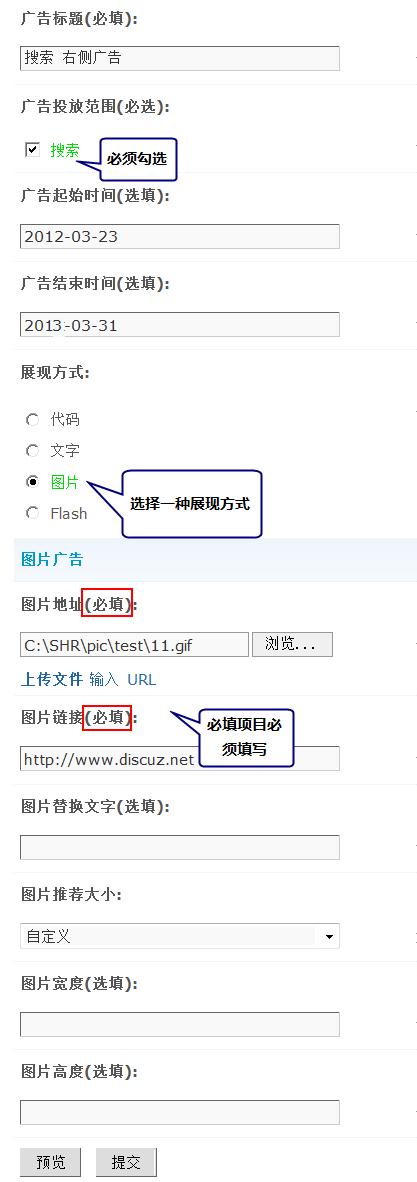 广告标题(必填):
搜索 右侧广告
广告投放范围(必选):
搜索
必须勾选
广告起始时间(选填):
2012-03-23
广告结束时间(选填):
2013-03-31
展现方式:
代码
文字
图片
选择一种展现方式
Flash
图片广告
图片地址(必填):
C:\SHR\pic\test\11.gif 浏览...
上传文件 输入 URL
图片链接(必填):
必填项目必
须填写
http://www.discuz.net
图片替换文字(选填):
图片推荐大小:
自定义
图片宽度(选填):
图片高度(选填):
预览 提交